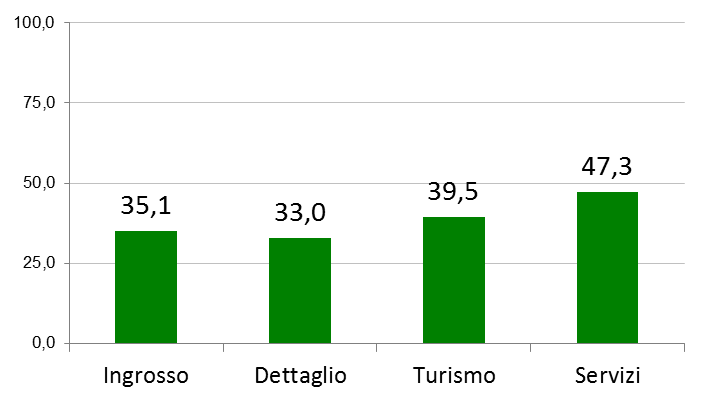 100,0
75,0
50,0
25,0
0,0
35,1
33,0
39,5
47,3
Ingrosso
Dettaglio
Turismo
Servizi